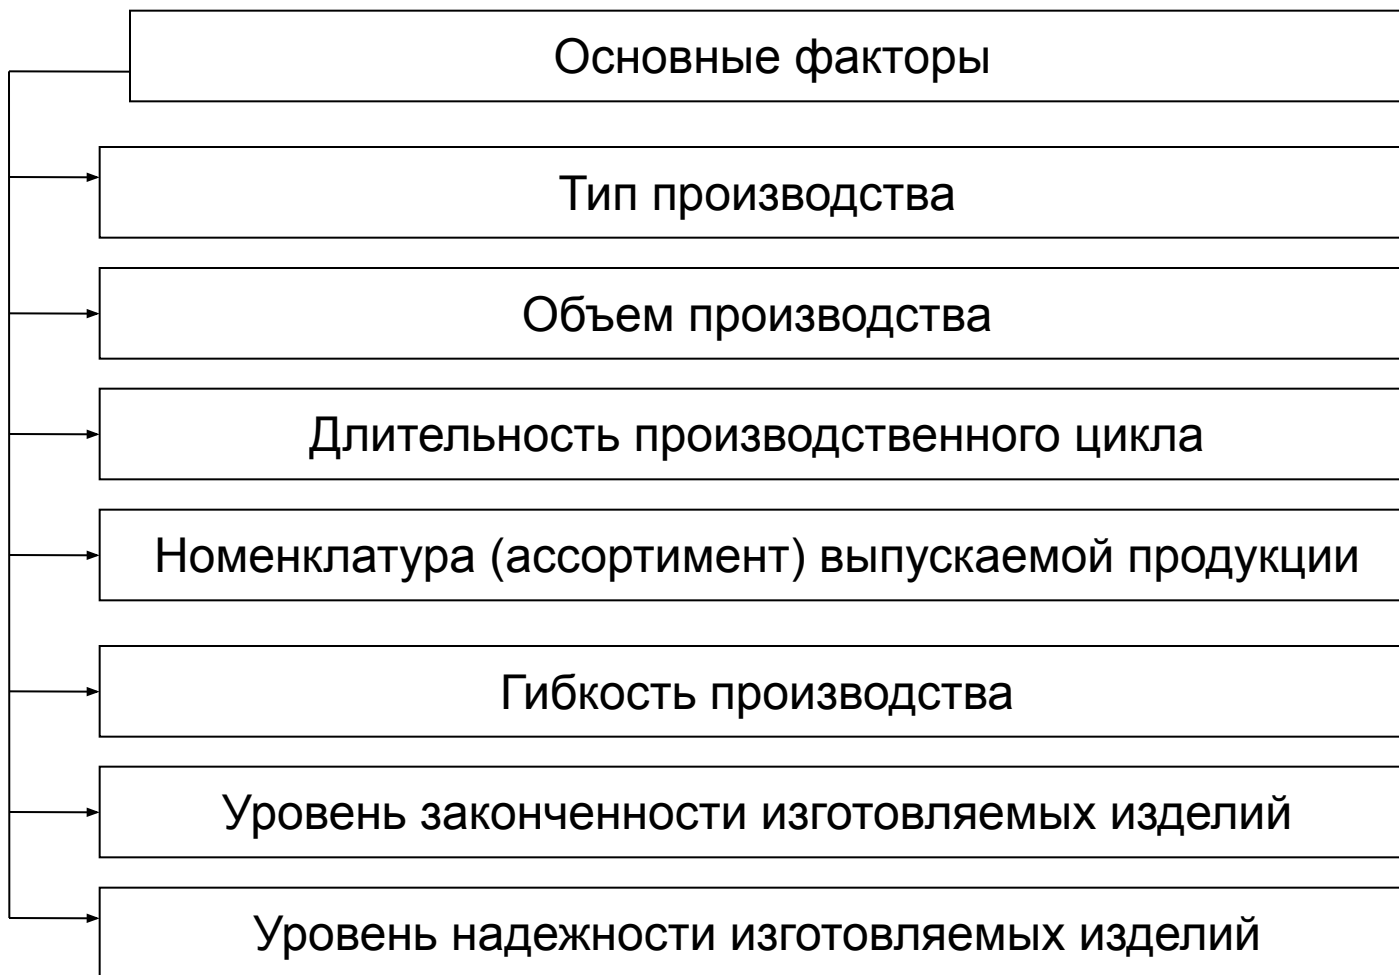 Основные факторы
Тип производства
Объем производства
Длительность производственного цикла
Номенклатура (ассортимент) выпускаемой продукции
Гибкость производства
Уровень законченности изготовляемых изделий
Уровень надежности изготовляемых изделий